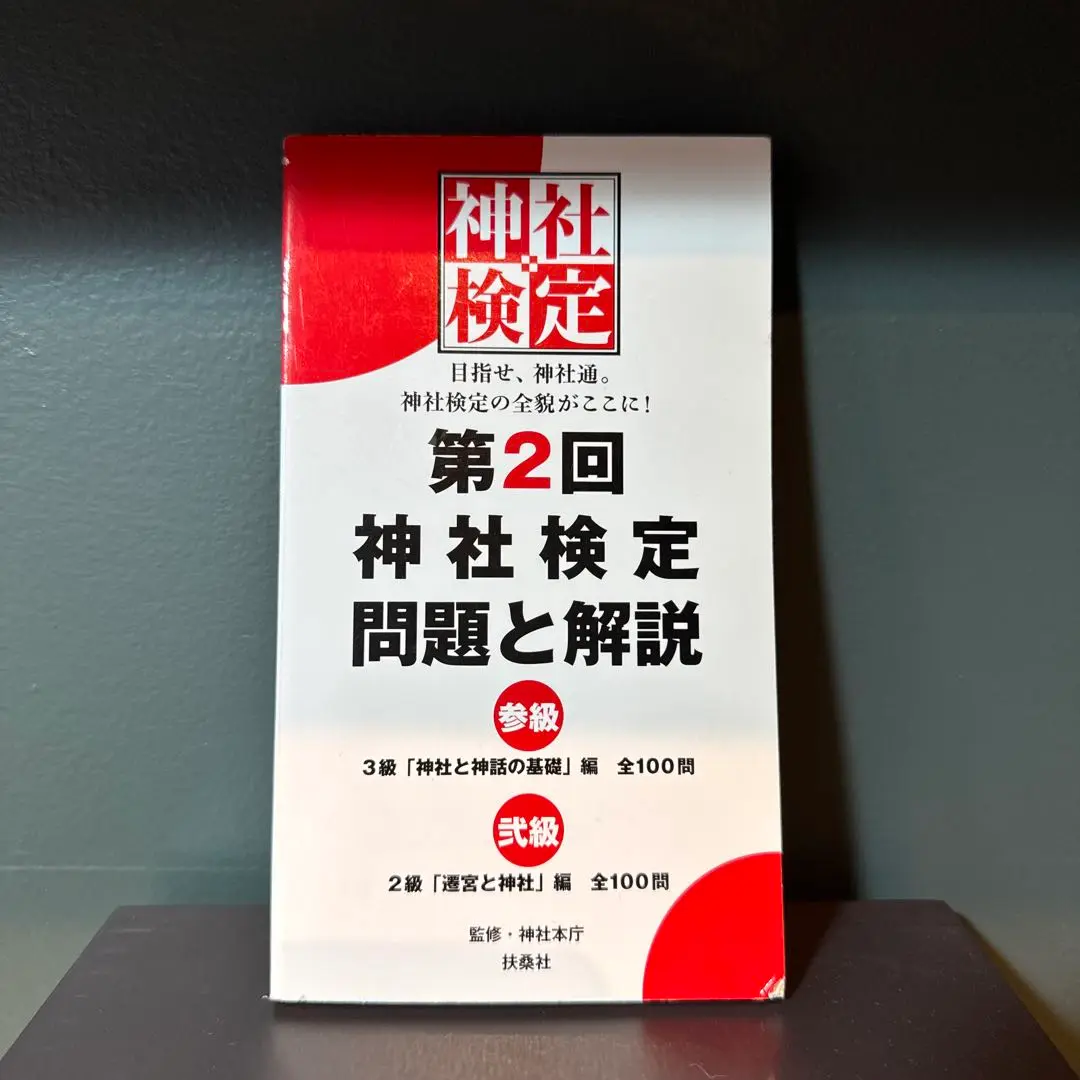 神社
検定
目指せ、神社通。
神社検定の全貌がここに!
第2回
神社検定
問題と解説
参級
3級「神社と神話の基礎」編 全100問
弐級
2級「遷宮と神社」編 全100問
監修・神社本庁
扶桑社